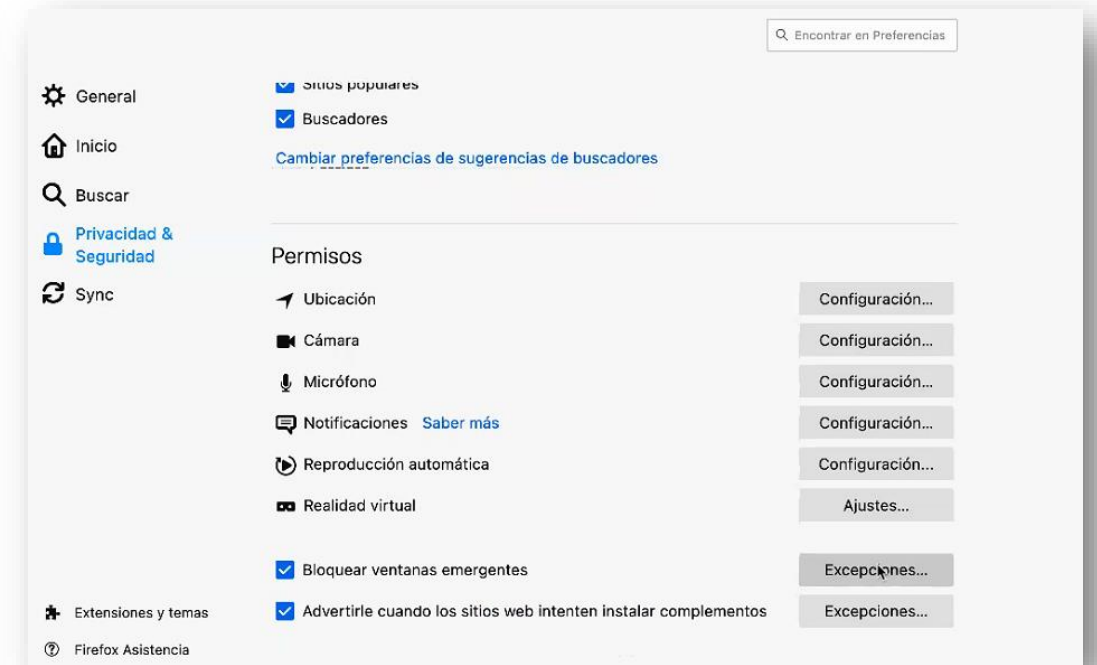 Encontrar en Preferencias
General
Inicio
Buscar
Privacidad &
Seguridad
Sync
Sitios populares
Buscadores
Cambiar preferencias de sugerencias de buscadores
Permisos
Ubicación Configuración...
Cámara Configuración...
Micrófono Configuración...
Notificaciones Saber más Configuración...
Reproducción automática Configuración...
Realidad virtual Ajustes...
Bloquear ventanas emergentes Excepciones...
Advertirle cuando los sitios web intenten instalar complementos Excepciones...
Extensiones y temas
Firefox Asistencia